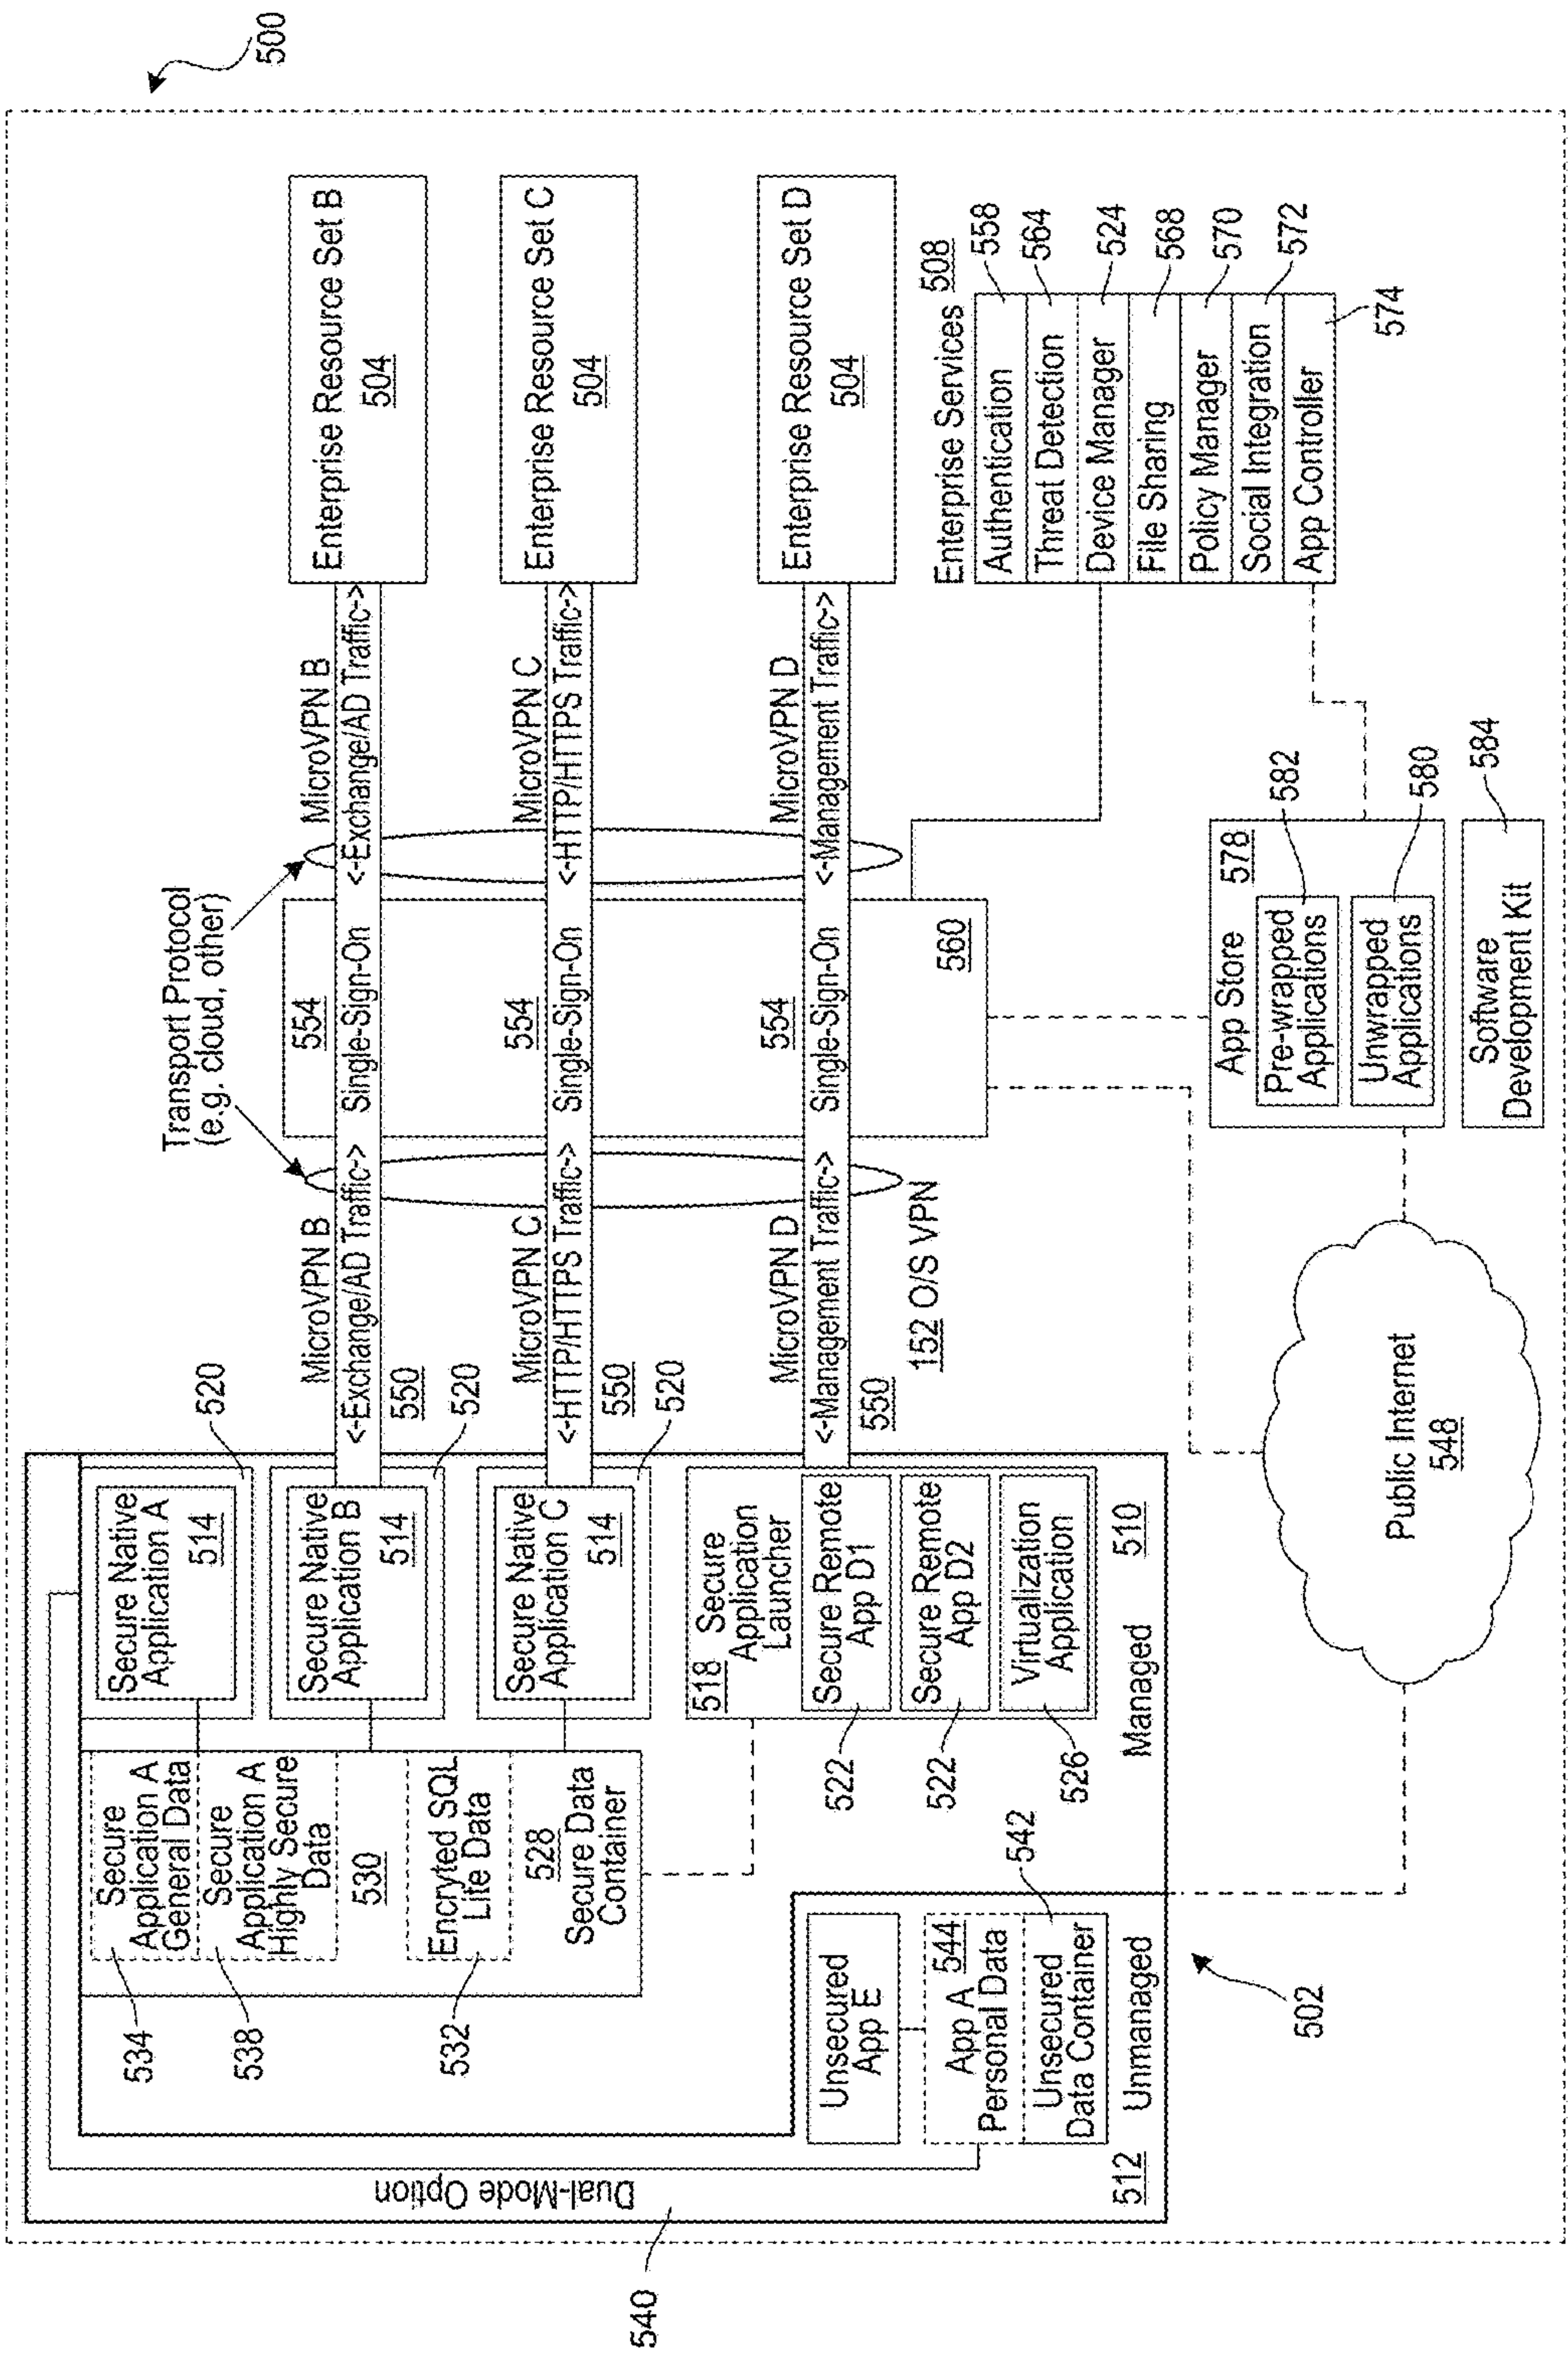 500
Dual-Mode Option
540
534
538
532
Secure
Application A
General Data
Secure
Application A
Highly Secure
Data
530
Encryted SQL
Lite Data
528
Secure Data
Container
Secure Native
Application A
514
520
Secure Native
Application B
514
520
Secure Native
Application C
514
520
518 Secure
Application
Launcher
Secure Remote
App D1
522
Secure Remote
App D2
522
Virtualization
Application
526
Managed
510
Unsecured
App E
App A 544
Personal Data
Unsecured
Data Container
542
512
Unmanaged
502
Transport Protocol
(e.g. cloud, other)
MicroVPN B
<-Exchange/AD Traffic->
550
554
Single-Sign-On
MicroVPN B
<-Exchange/AD Traffic->
Enterprise Resource Set B
504
MicroVPN C
<-HTTP/HTTPS Traffic->
550
554
Single-Sign-On
MicroVPN C
<-HTTP/HTTPS Traffic->
Enterprise Resource Set C
504
MicroVPN D
<-Management Traffic->
550
554
Single-Sign-On
MicroVPN D
<-Management Traffic->
Enterprise Resource Set D
504
152 O/S VPN
560
Enterprise Services 508
Authentication
558
Threat Detection
564
Device Manager
524
File Sharing
568
Policy Manager
570
Social Integration
572
App Controller
574
Public Internet
548
App Store 578
Pre-wrapped
Applications
582
Unwrapped
Applications
580
Software
Development Kit
584